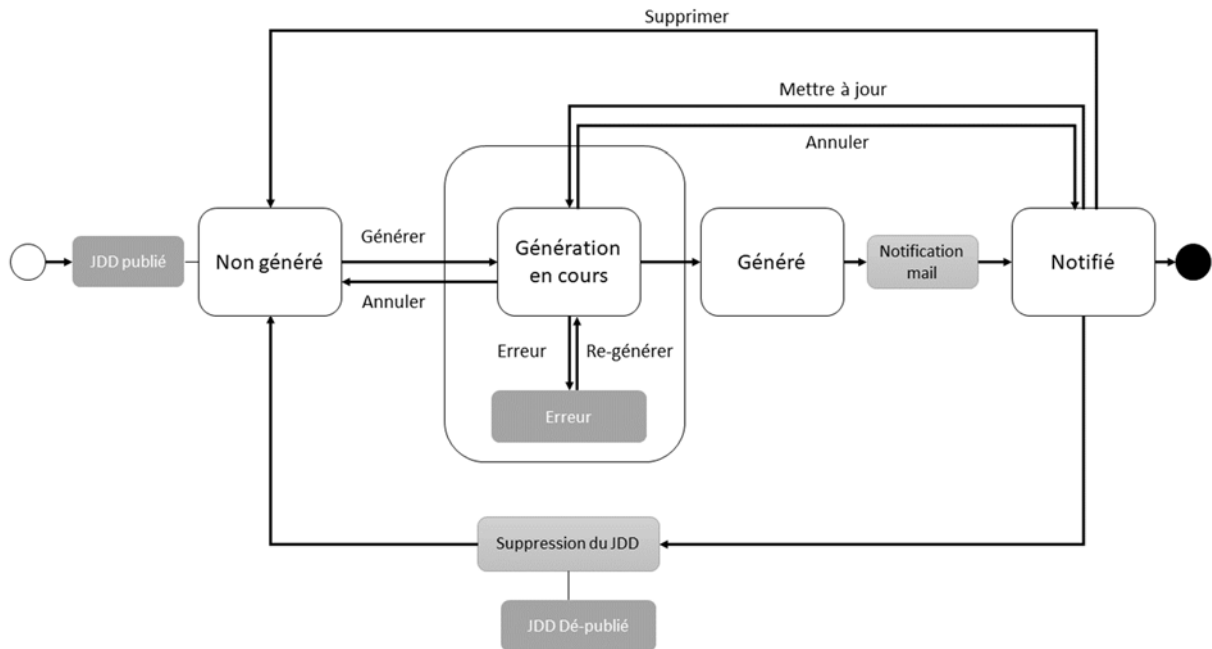 Supprimer
Mettre à jour
Annuler
JDD publié
Non généré
Générer
Annuler
Génération
en cours
Généré
Notification
mail
Notifié
Erreur
Re-générer
Erreur
Suppression du JDD
JDD Dé-publié